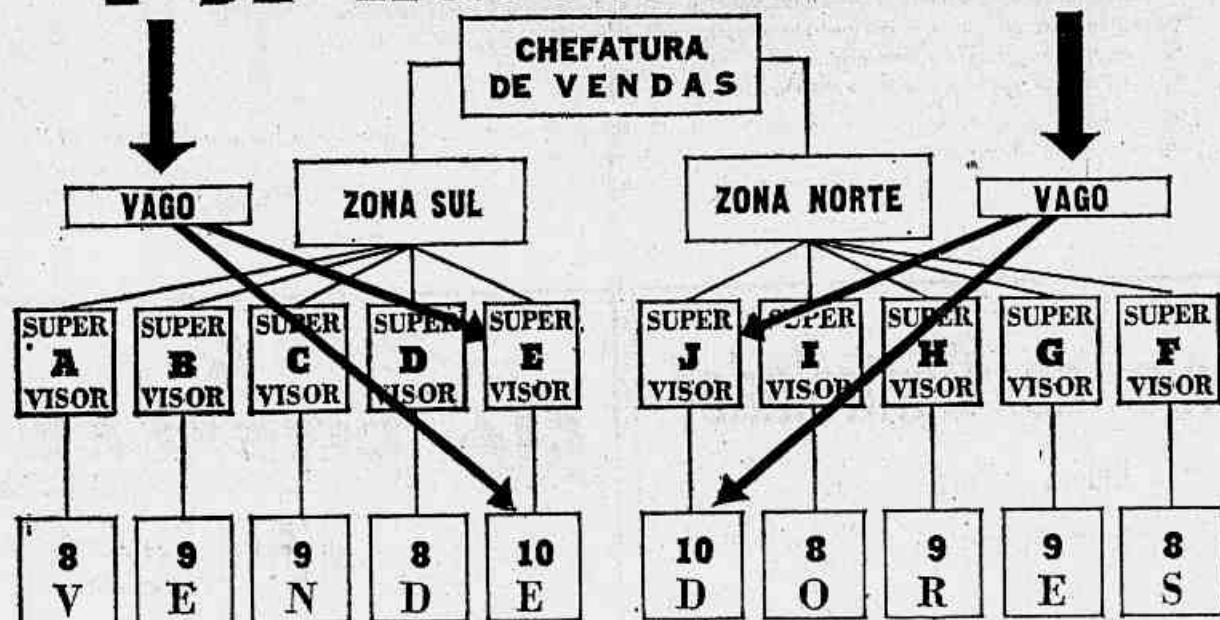 CHEFATURA
DE VENDAS
VAGO
ZONA SUL
ZONA NORTE
VAGO
SUPER A VISOR
SUPER B VISOR
SUPER C VISOR
SUPER D VISOR
SUPER E VISOR
SUPER J VISOR
SUPER I VISOR
SUPER H VISOR
SUPER G VISOR
SUPER F VISOR
8 9 9 8 10 10 8 9 9 8
V E N D E D O R E S